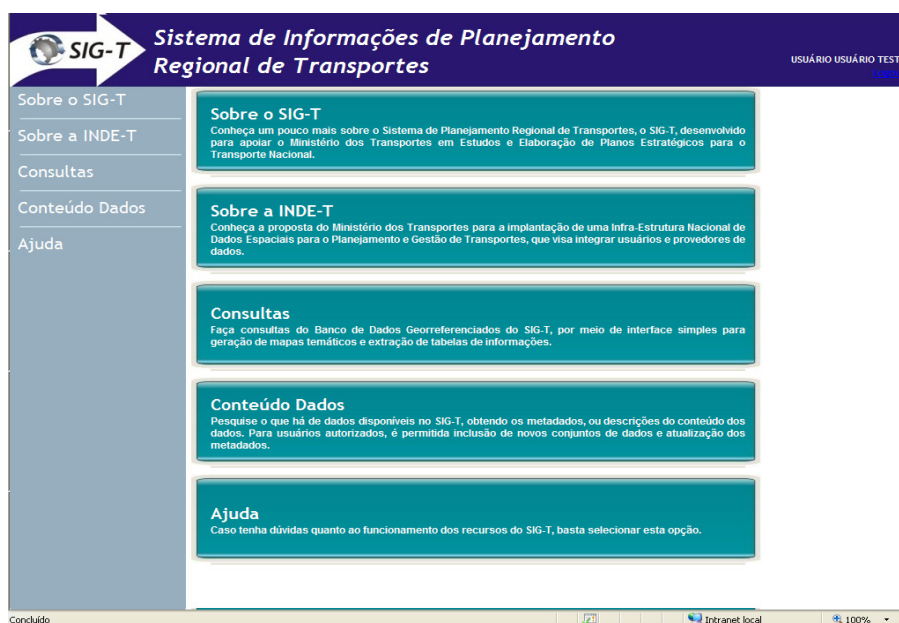 SIG-T
Sistema de Informações de Planejamento
Regional de Transportes
USUÁRIO USUÁRIO TEST
Sobre o SIG-T
Sobre a INDE-T
Consultas
Conteúdo Dados
Ajuda
Sobre o SIG-T
Conheça um pouco mais sobre o Sistema de Planejamento Regional de Transportes, o SIG-T, desenvolvido
para apoiar o Ministério dos Transportes em Estudos e Elaboração de Planos Estratégicos para o
Transporte Nacional.
Sobre a INDE-T
Conheça a proposta do Ministério dos Transportes para a implantação de uma Infra-Estrutura Nacional de
Dados Espaciais para o Planejamento e Gestão de Transportes, que visa integrar usuários e provedores de
dados.
Consultas
Faça consultas do Banco de Dados Georreferenciados do SIG-T, por meio de interface simples para
geração de mapas temáticos e extração de tabelas de informações.
Conteúdo Dados
Pesquise o que há de dados disponíveis no SIG-T, obtendo os metadados, ou descrições do conteúdo dos
dados. Para usuários autorizados, é permitida inclusão de novos conjuntos de dados e atualização dos
metadados.
Ajuda
Caso tenha dúvidas quanto ao funcionamento dos recursos do SIG-T, basta selecionar esta opção.
Concluído
Intranet local
100%